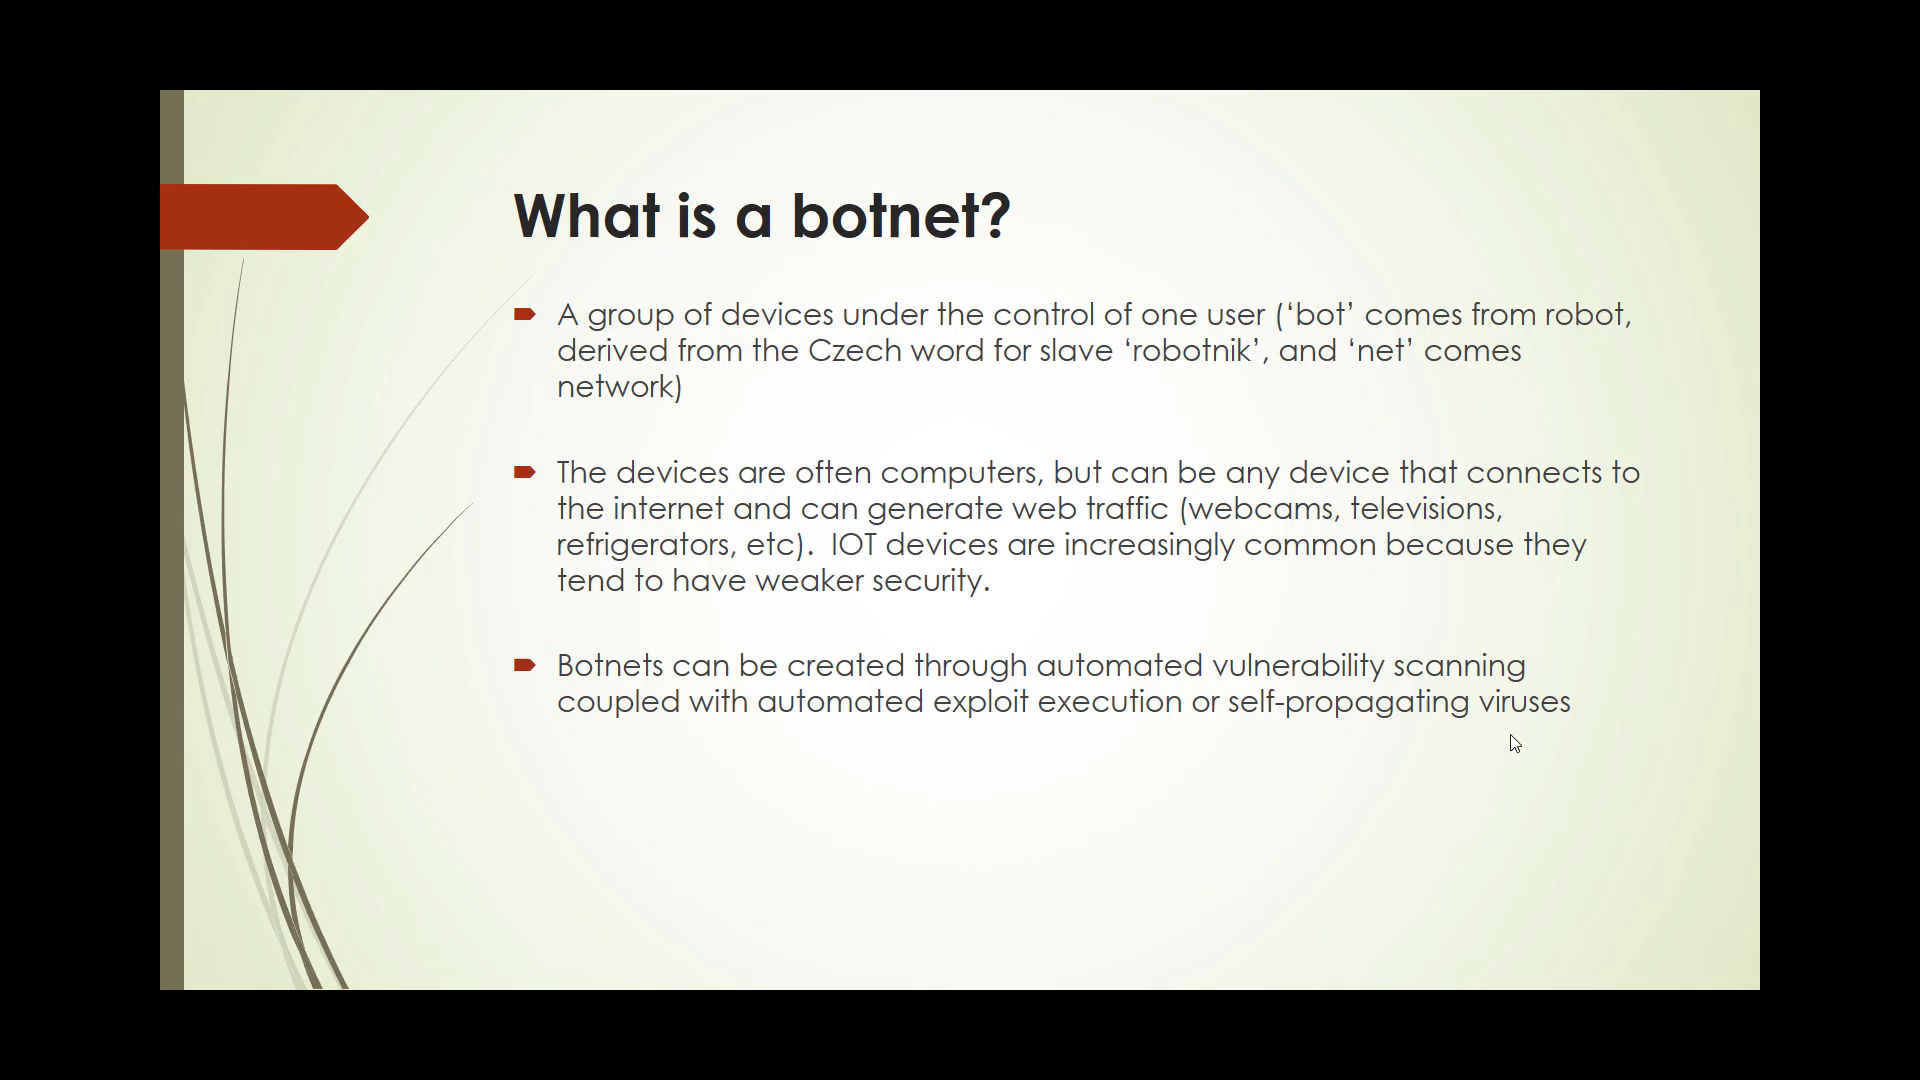 What is a botnet?
A group of devices under the control of one user (‘bot’ comes from robot,
derived from the Czech word for slave ‘robotnik’, and ‘net’ comes
network)
The devices are often computers, but can be any device that connects to
the internet and can generate web traffic (webcams, televisions,
refrigerators, etc).  IOT devices are increasingly common because they
tend to have weaker security.
Botnets can be created through automated vulnerability scanning
coupled with automated exploit execution or self-propagating viruses